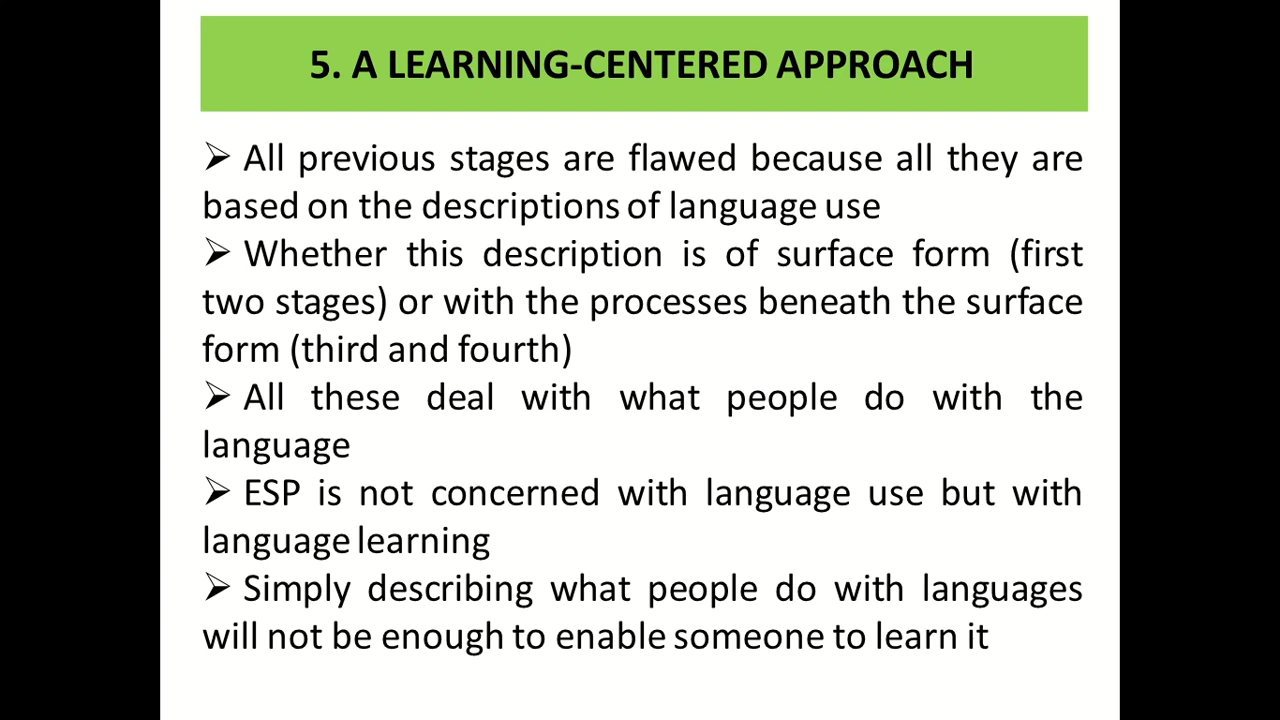 5. A LEARNING-CENTERED APPROACH
➢ All previous stages are flawed because all they are
based on the descriptions of language use
➢ Whether this description is of surface form (first
two stages) or with the processes beneath the surface
form (third and fourth)
➢ All these deal with what people do with the
language
➢ ESP is not concerned with language use but with
language learning
➢ Simply describing what people do with languages
will not be enough to enable someone to learn it